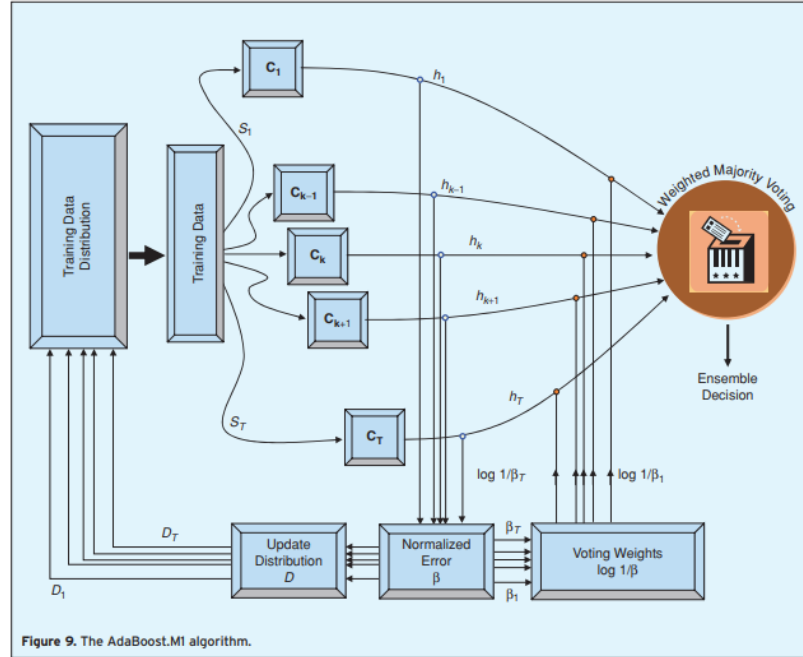 C1
h1
S1
Weighted Majority Voting
Training Data
Distribution
Training Data
Ck−1
hk−1
Ck
hk
Ck+1
hk+1
Ensemble
Decision
hT
ST
CT
log 1/βT
log 1/β1
DT
Update
Distribution
D
Normalized
Error
β
βT
β1
Voting Weights
log 1/β
D1
Figure 9. The AdaBoost.M1 algorithm.